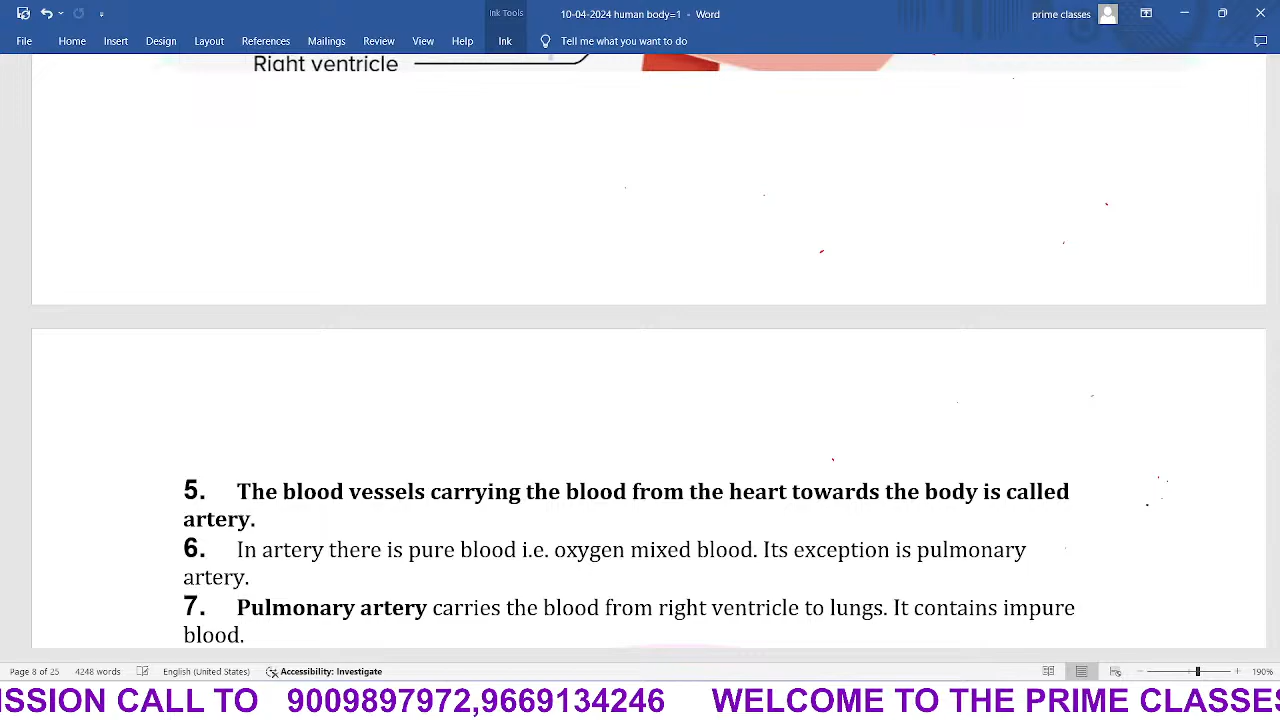 Ink Tools
10-04-2024 human body=1 - Word
prime classes
File Home Insert Design Layout References Mailings Review View Help Ink Tell me what you want to do
Right ventricle
5. The blood vessels carrying the blood from the heart towards the body is called
artery.
6. In artery there is pure blood i.e. oxygen mixed blood. Its exception is pulmonary
artery.
7. Pulmonary artery carries the blood from right ventricle to lungs. It contains impure
blood.
Page 8 of 25 4248 words English (United States) Accessibility: Investigate 190%
ISSION CALL TO 9009897972,9669134246 WELCOME TO THE PRIME CLASSES